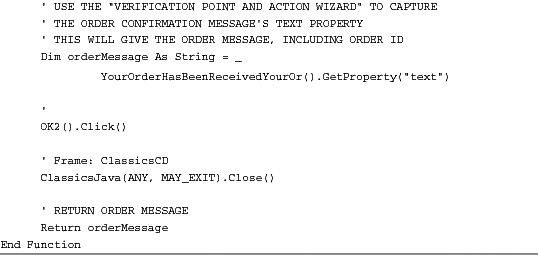 ' USE THE "VERIFICATION POINT AND ACTION WIZARD" TO CAPTURE
' THE ORDER CONFIRMATION MESSAGE'S TEXT PROPERTY
' THIS WILL GIVE THE ORDER MESSAGE, INCLUDING ORDER ID
Dim orderMessage As String = _
YourOrderHasBeenReceivedYourOr().GetProperty("text")
'
OK2().Click()
' Frame: ClassicsCD
ClassicsJava(ANY, MAY_EXIT).Close()
' RETURN ORDER MESSAGE
Return orderMessage
End Function